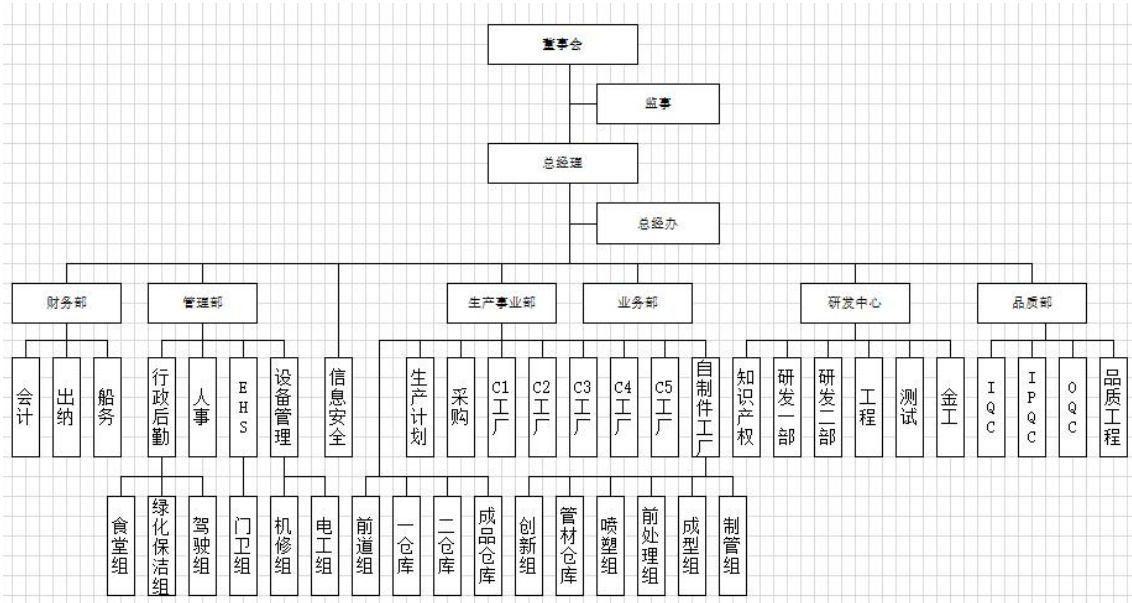 董事会
监事
总经理
总经办
财务部
管理部
生产事业部
业务部
研发中心
品质部
会计
出纳
船务
行政后勤
人事
EHS
设备管理
信息安全
生产计划
采购
C1工厂
C2工厂
C3工厂
C4工厂
C5工厂
自制件工厂
知识产权
研发一部
研发二部
工程
测试
金工
IQC
IPQC
OQC
品质工程
食堂组
绿化保洁组
驾驶组
门卫组
机修组
电工组
前道组
一仓库
二仓库
成品仓库
创新组
管材仓库
喷塑组
前处理组
成型组
制管组